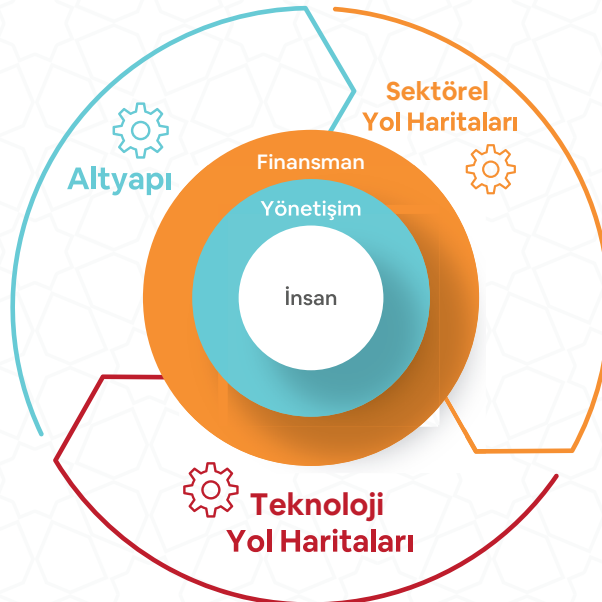 Sektörel
Yol Haritaları
Altyapı
Finansman
Yönetişim
İnsan
Teknoloji
Yol Haritaları